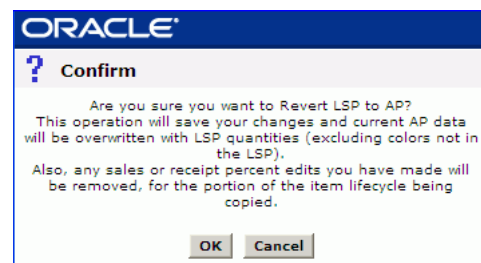 ORACLE®
? Confirm
Are you sure you want to Revert LSP to AP?
This operation will save your changes and current AP data
will be overwritten with LSP quantities (excluding colors not in
the LSP).
Also, any sales or receipt percent edits you have made will
be removed, for the portion of the item lifecycle being
copied.
OK Cancel